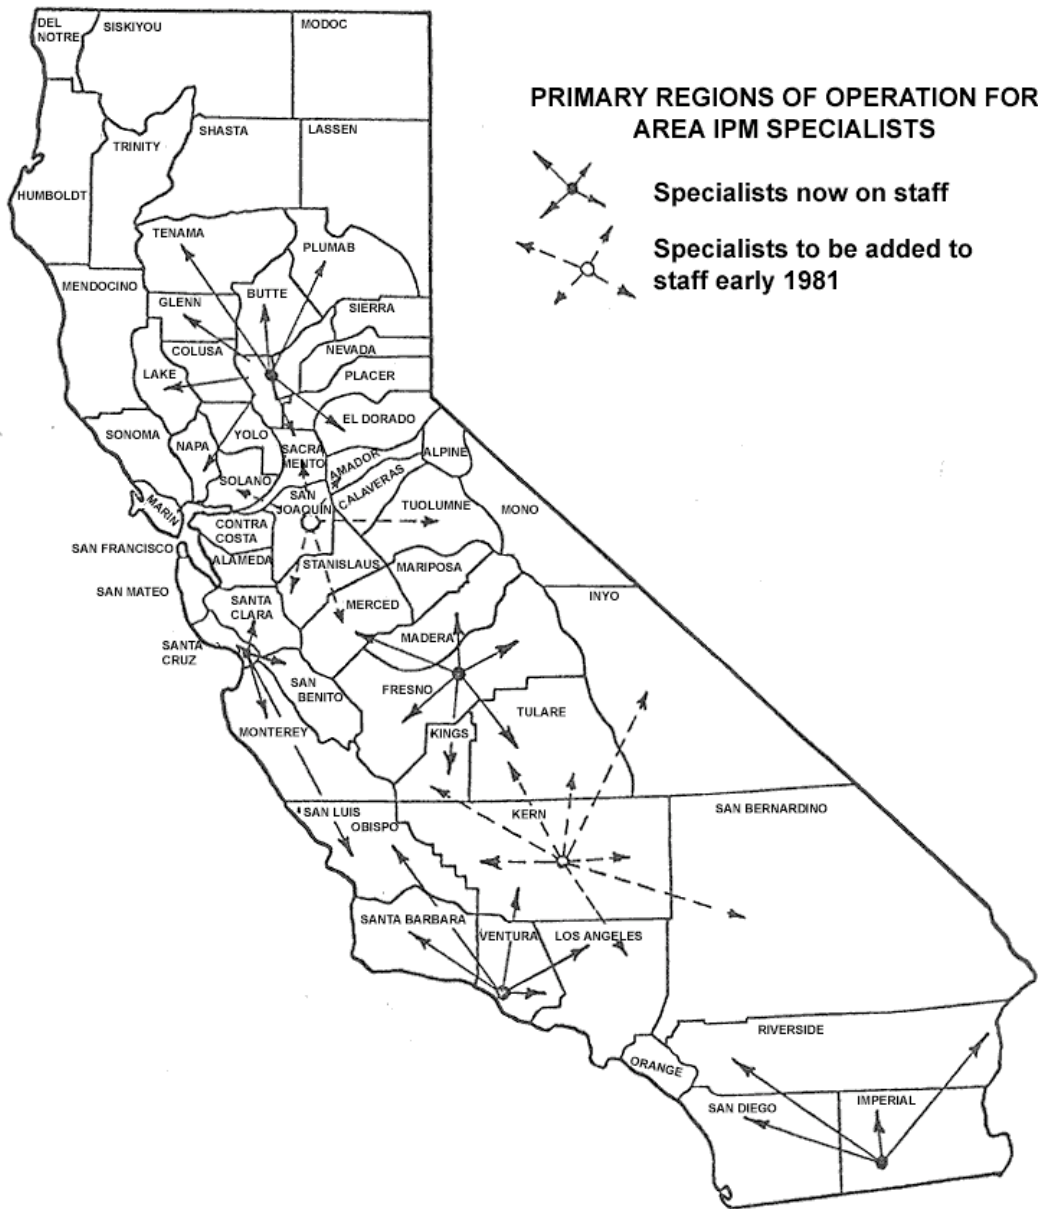 DEL
NOTRE
SISKIYOU
MODOC
PRIMARY REGIONS OF OPERATION FOR
AREA IPM SPECIALISTS
Specialists now on staff
Specialists to be added to
staff early 1981
SHASTA
LASSEN
TRINITY
HUMBOLDT
TENAMA
PLUMAB
MENDOCINO
BUTTE
GLENN
SIERRA
COLUSA
NEVADA
LAKE
PLACER
EL DORADO
SONOMA
YOLO
NAPA
SACRA
MENTO
ALPINE
AMADOR
SOLANO
CALAVERAS
SAN
JOAQUIN
MARIN
TUOLUMNE
MONO
CONTRA
COSTA
SAN FRANCISCO
ALAMEDA
STANISLAUS
MARIPOSA
SAN MATEO
SANTA
CLARA
MERCED
INYO
MADERA
SANTA
CRUZ
SAN
BENITO
FRESNO
TULARE
MONTEREY
KINGS
SAN LUIS
OBISPO
KERN
SAN BERNARDINO
SANTA BARBARA
VENTURA
LOS ANGELES
RIVERSIDE
ORANGE
SAN DIEGO
IMPERIAL